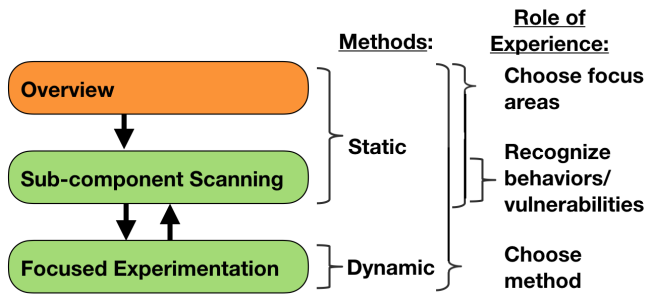 Role of
Methods: Experience:
Overview
Choose focus
areas
Static
Sub-component Scanning
Recognize
behaviors/
vulnerabilities
Focused Experimentation
Dynamic
Choose
method